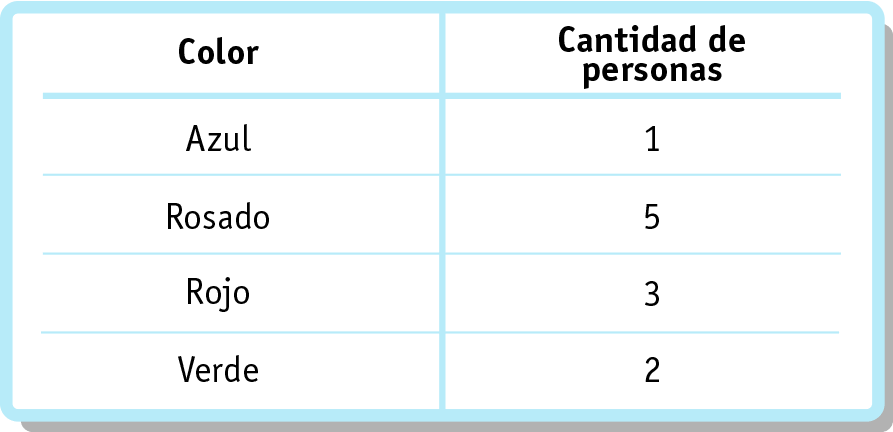 Color
Cantidad de
personas
Azul 1
Rosado 5
Rojo 3
Verde 2